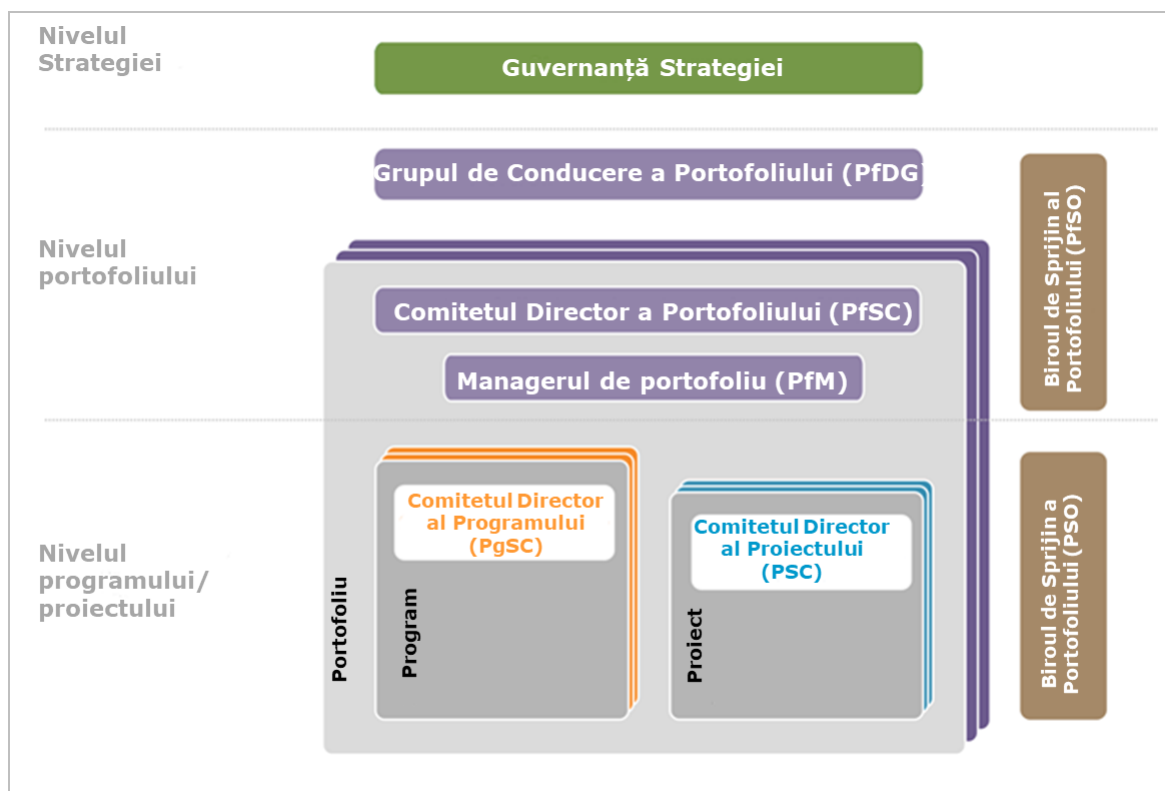 Nivelul
Strategiei
Guvernanță Strategiei
Grupul de Conducere a Portofoliului (PfDG)
Nivelul
portofoliului
Comitetul Director a Portofoliului (PfSC)
Managerul de portofoliu (PfM)
Biroul de Sprijin al
Portofoliului (PfSO)
Nivelul
programului/
proiectului
Portofoliu
Program
Comitetul Director
al Programului
(PgSC)
Proiect
Comitetul Director
al Proiectului
(PSC)
Biroul de Sprijin a
Portofoliului (PSO)